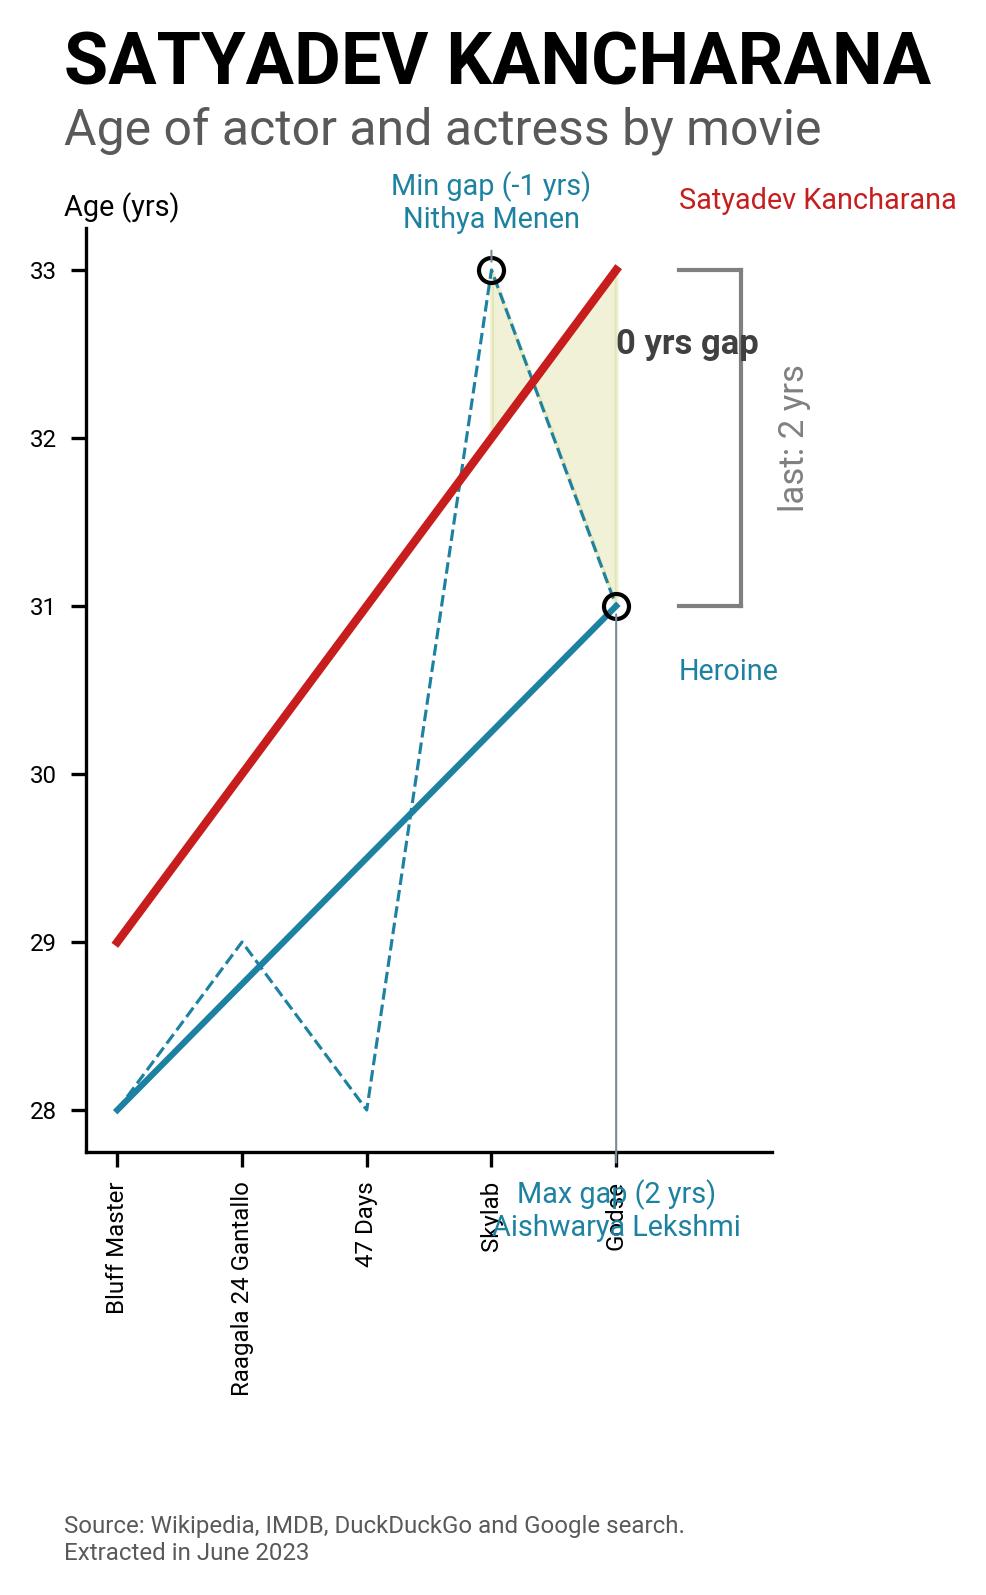 SATYADEV KANCHARANA
Age of actor and actress by movie
Min gap (-1 yrs)
Nithya Menen
Satyadev Kancharana
Age (yrs)
33
0 yrs gap
last: 2 yrs
32
31
Heroine
30
29
28
Bluff Master
Raagala 24 Gantallo
47 Days
Skylab
Godse
Max gap (2 yrs)
Aishwarya Lekshmi
Source: Wikipedia, IMDB, DuckDuckGo and Google search.
Extracted in June 2023